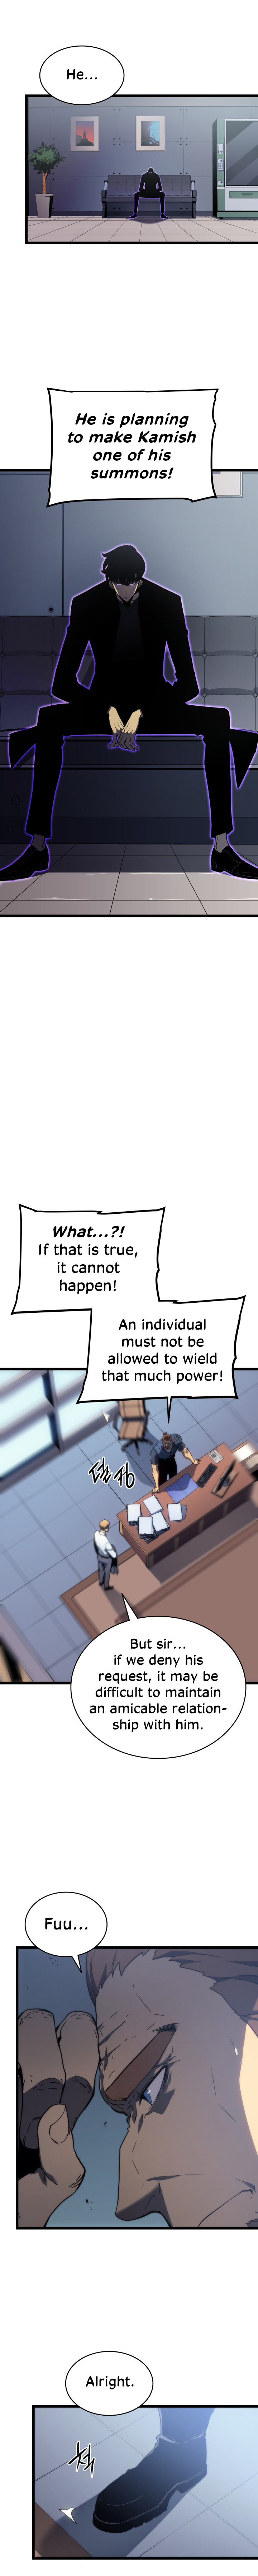 He...
He is planning
to make Kamish
one of his
summons!
What...?!
If that is true,
it cannot
happen!
An individual
must not be
allowed to wield
that much power!
But sir...
if we deny his
request, it may be
difficult to maintain
an amicable relation-
ship with him.
Fuu...
Alright.